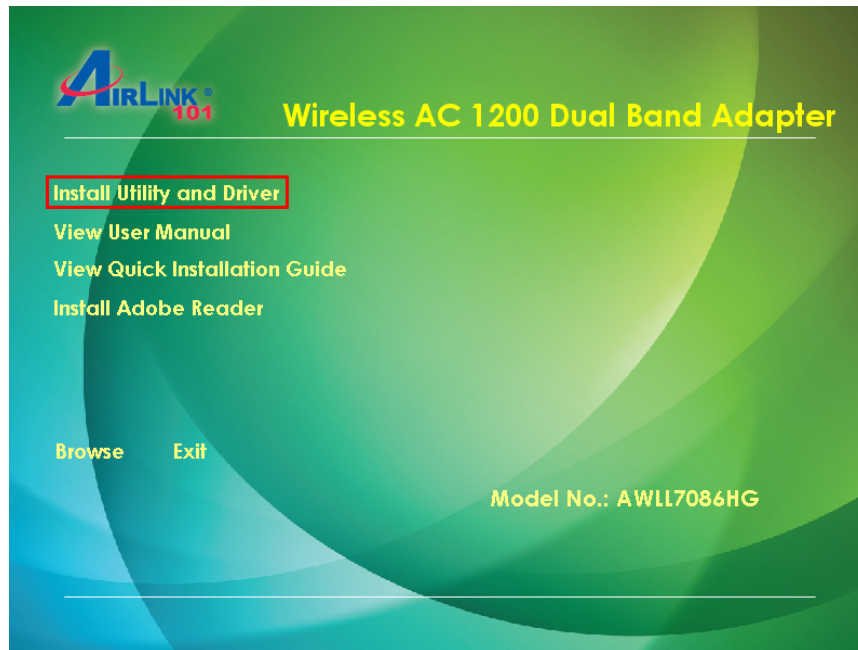 AIRLINK®
101
Wireless AC 1200 Dual Band Adapter
Install Utility and Driver
View User Manual
View Quick Installation Guide
Install Adobe Reader
Browse Exit
Model No.: AWLL7086HG